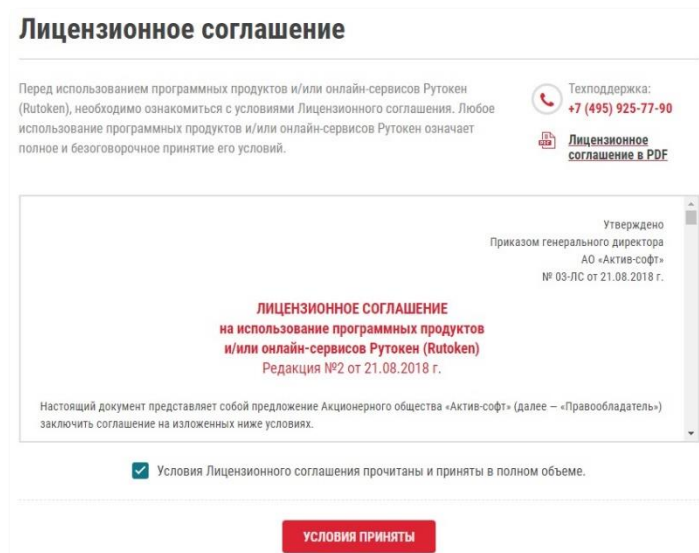 Лицензионное соглашение
Перед использованием программных продуктов и/или онлайн-сервисов Рутокен
(Rutoken), необходимо ознакомиться с условиями Лицензионного соглашения. Любое
использование программных продуктов и/или онлайн-сервисов Рутокен означает
полное и безоговорочное принятие его условий.
Техподдержка:
+7 (495) 925-77-90
Лицензионное
соглашение в PDF
Утверждено
Приказом генерального директора
АО «Актив-софт»
№ 03-ЛС от 21.08.2018 г.
ЛИЦЕНЗИОННОЕ СОГЛАШЕНИЕ
на использование программных продуктов
и/или онлайн-сервисов Рутокен (Rutoken)
Редакция №2 от 21.08.2018 г.
Настоящий документ представляет собой предложение Акционерного общества «Актив-софт» (далее — «Правообладатель»)
заключить соглашение на изложенных ниже условиях.
Условия Лицензионного соглашения прочитаны и приняты в полном объеме.
УСЛОВИЯ ПРИНЯТЫ